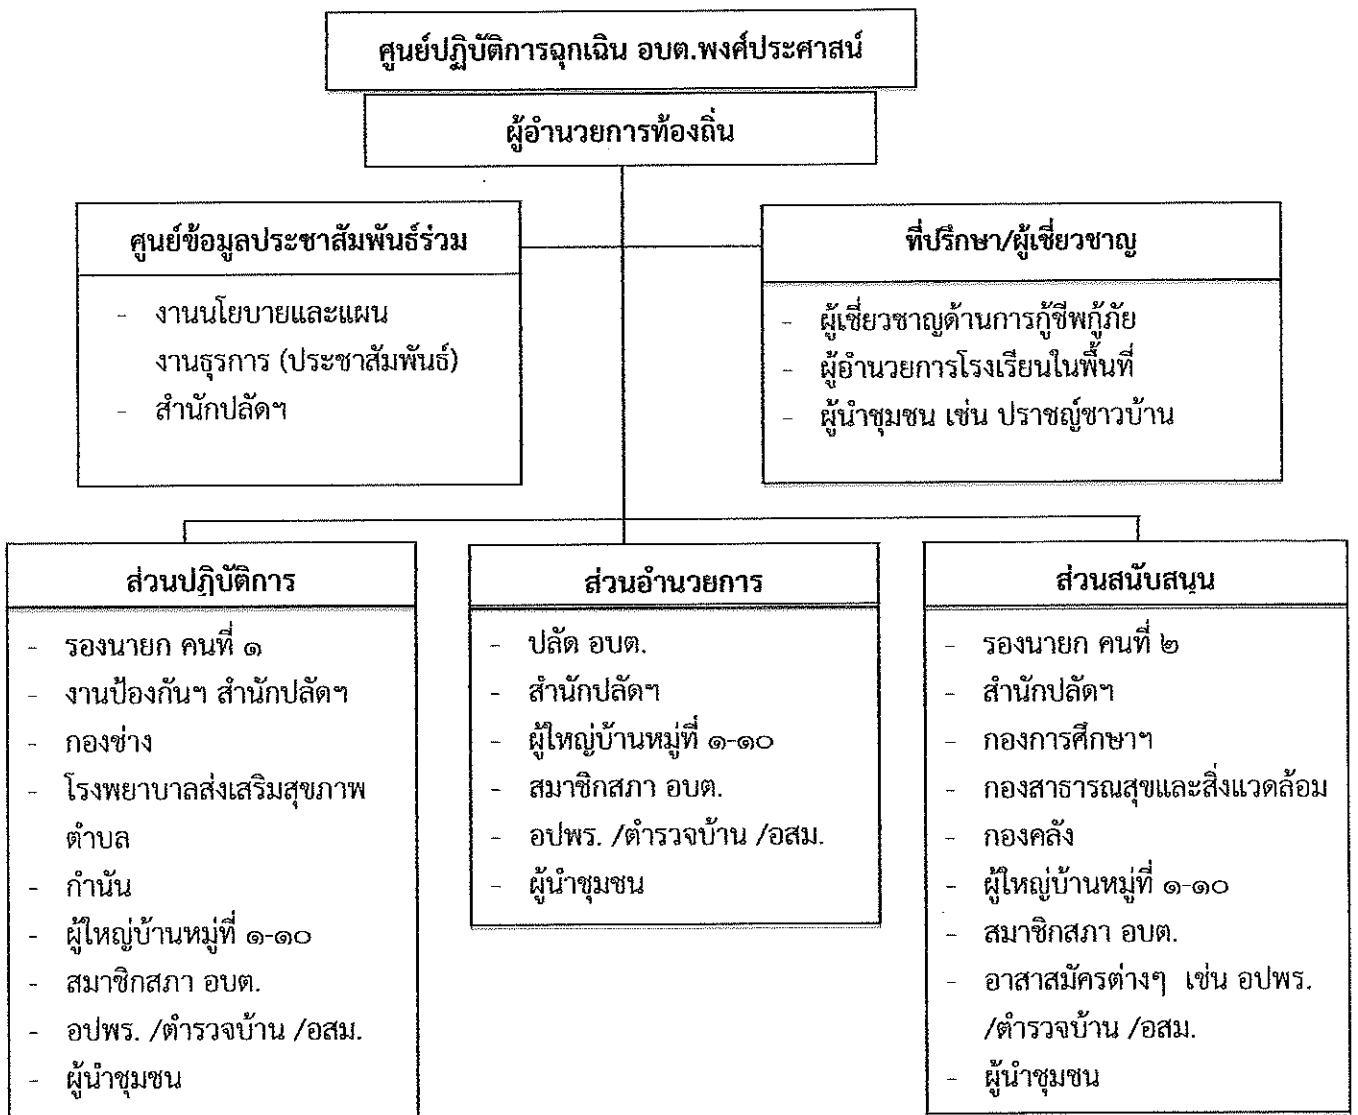 ศูนย์ปฏิบัติการฉุกเฉิน อบต.พงศ์ประศาสน์
ผู้อำนวยการท้องถิ่น
ศูนย์ข้อมูลประชาสัมพันธ์ร่วม
- งานนโยบายและแผน
งานธุรการ (ประชาสัมพันธ์)
- สำนักปลัดฯ
ที่ปรึกษา/ผู้เชี่ยวชาญ
- ผู้เชี่ยวชาญด้านการกู้ชีพกู้ภัย
- ผู้อำนวยการโรงเรียนในพื้นที่
- ผู้นำชุมชน เช่น ปราชญ์ชาวบ้าน
ส่วนปฏิบัติการ
- รองนายก คนที่ ๑
- งานป้องกันฯ สำนักปลัดฯ
- กองช่าง
- โรงพยาบาลส่งเสริมสุขภาพ
ตำบล
- กำนัน
- ผู้ใหญ่บ้านหมู่ที่ ๑-๑๐
- สมาชิกสภา อบต.
- อปพร. /ตำรวจบ้าน /อสม.
- ผู้นำชุมชน
ส่วนอำนวยการ
- ปลัด อบต.
- สำนักปลัดฯ
- ผู้ใหญ่บ้านหมู่ที่ ๑-๑๐
- สมาชิกสภา อบต.
- อปพร. /ตำรวจบ้าน /อสม.
- ผู้นำชุมชน
ส่วนสนับสนุน
- รองนายก คนที่ ๒
- สำนักปลัดฯ
- กองการศึกษาฯ
- กองสาธารณสุขและสิ่งแวดล้อม
- กองคลัง
- ผู้ใหญ่บ้านหมู่ที่ ๑-๑๐
- สมาชิกสภา อบต.
- อาสาสมัครต่างๆ เช่น อปพร.
/ตำรวจบ้าน /อสม.
- ผู้นำชุมชน